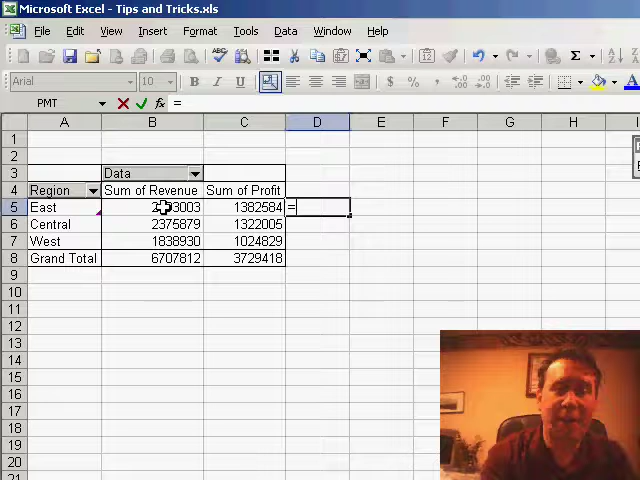 Microsoft Excel - Tips and Tricks.xls
File Edit View Insert Format Tools Data Window Help
Arial 10 B I U $ %
PMT fx =
A B C D E F G H I
1
2
3 Data
4 Region Sum of Revenue Sum of Profit
5 East 1382584 =
6 Central 2375879 1322005
7 West 1838930 1024829
8 Grand Total 6707812 3729418
9
10
11
12
13
14
15
16
17
18
19
20